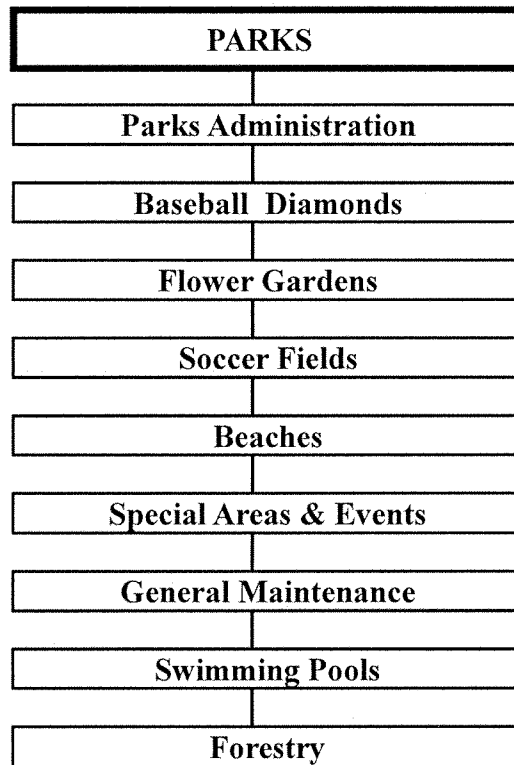 PARKS
Parks Administration
Baseball Diamonds
Flower Gardens
Soccer Fields
Beaches
Special Areas & Events
General Maintenance
Swimming Pools
Forestry